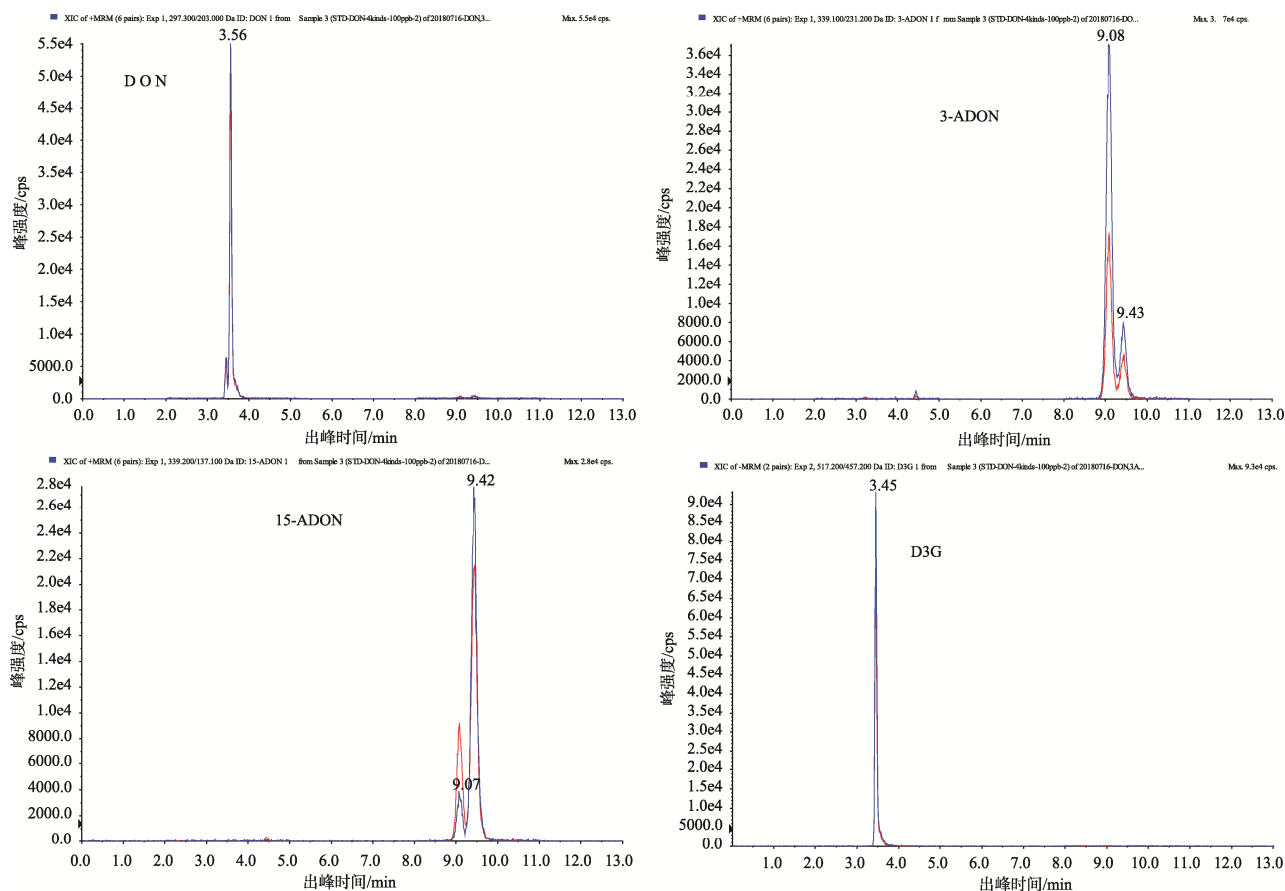 XIC of +MRM (6 pairs): Exp 1, 297.300/203.000 Da ID: DON 1 from Sample 3 (STD-DON-4kinds-100ppb-2) of 20180716-DON,3... Max. 5.5e4 cps.
3.56
DON
5.5e4
5.0e4
4.5e4
3.5e4
3.0e4
2.5e4
2.0e4
1.0e4
5000.0
0.0
峰强度/cps
0.0 1.0 2.0 3.0 4.0 5.0 6.0 7.0 8.0 9.0 10.0 11.0 12.0 13.0
出峰时间/min
XIC of +MRM (6 pairs): Exp 1, 339.100/231.200 Da ID: 3-ADON 1 f rom Sample 3 (STD-DON-4kinds-100ppb-2) of 20180716-DO... Max. 3. 7e4 cps.
9.08
3-ADON
9.43
3.6e4
3.4e4
3.2e4
3.0e4
2.8e4
2.6e4
2.4e4
2.2e4
2.0e4
1.8e4
1.6e4
1.4e4
1.2e4
1.0e4
8000.0
6000.0
4000.0
2000.0
0.0
峰强度/cps
0.0 1.0 2.0 3.0 4.0 5.0 6.0 7.0 8.0 9.0 10.0 11.0 12.0 13.0
出峰时间/min
XIC of +MRM (6 pairs): Exp 1, 339.200/137.100 Da ID: 15-ADON 1 from Sample 3 (STD-DON-4kinds-100ppb-2) of 20180716-D... Max. 2.8e4 cps.
9.42
15-ADON
9.07
2.8e4
2.6e4
2.4e4
2.2e4
2.0e4
1.8e4
1.6e4
1.4e4
1.2e4
1.0e4
8000.0
6000.0
4000.0
2000.0
0.0
峰强度/cps
0.0 1.0 2.0 3.0 4.0 5.0 6.0 7.0 8.0 9.0 10.0 11.0 12.0 13.0
出峰时间/min
XIC of -MRM (2 pairs): Exp 2, 517.200/457.200 Da ID: D3G 1 from Sample 3 (STD-DON-4kinds-100ppb-2) of 20180716-DON,3A... Max. 9.3e4 cps.
3.45
D3G
9.0e4
8.5e4
8.0e4
7.5e4
7.0e4
6.5e4
6.0e4
5.5e4
5.0e4
4.5e4
4.0e4
3.5e4
3.0e4
2.5e4
2.0e4
1.5e4
1.0e4
5000.0
0.0
峰强度/cps
1.0 2.0 3.0 4.0 5.0 6.0 7.0 8.0 9.0 10.0 11.0 12.0 13.0
出峰时间/min